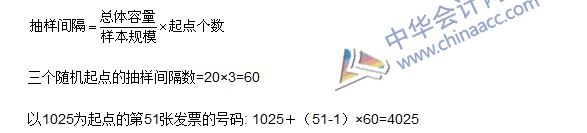 抽样间隔=总体容量/样本规模×起点个数
中华会计网
www.chinaacc.com
三个随机起点的抽样间隔数=20×3=60
以1025为起点的第51张发票的号码: 1025+（51-1）×60=4025